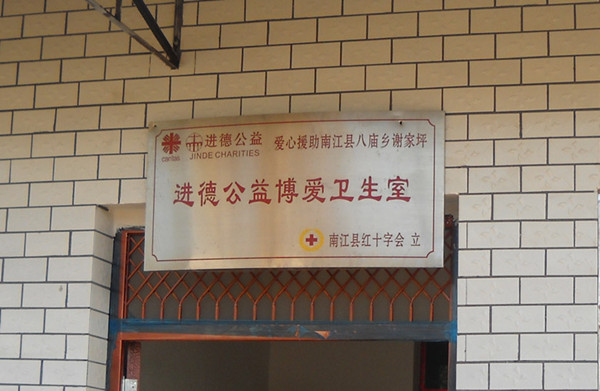 进德公益 爱心援助南江县八庙乡谢家坪
JINDE CHARITIES
进德公益博爱卫生室
南江县红十字会 立